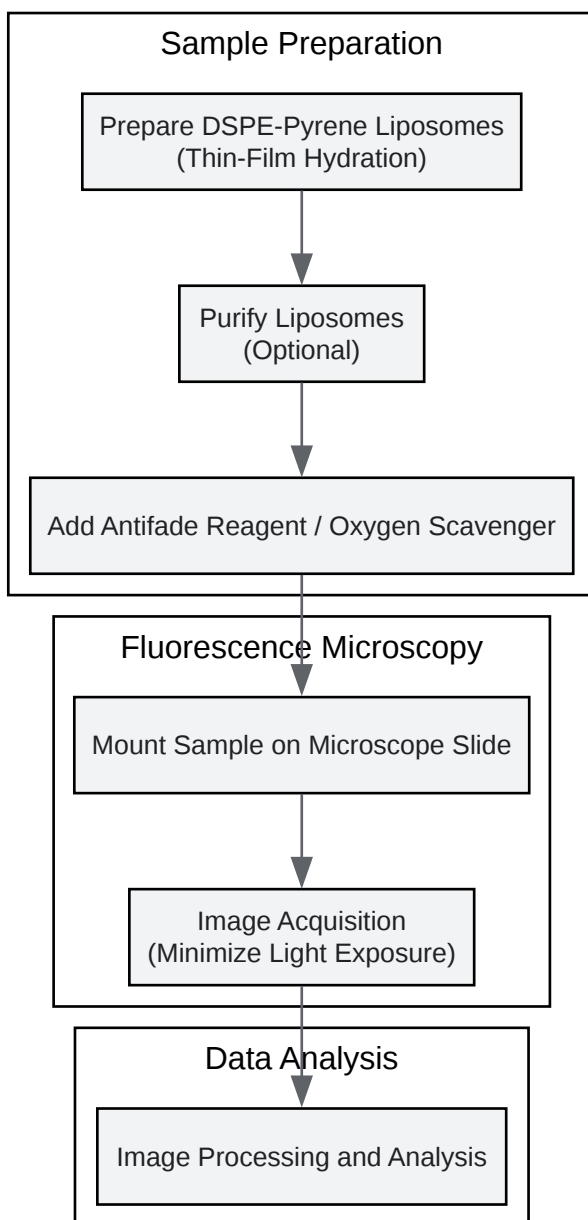 Sample Preparation
Prepare DSPE-Pyrene Liposomes
(Thin-Film Hydration)
Purify Liposomes
(Optional)
Add Antifade Reagent / Oxygen Scavenger
Fluorescence Microscopy
Mount Sample on Microscope Slide
Image Acquisition
(Minimize Light Exposure)
Data Analysis
Image Processing and Analysis